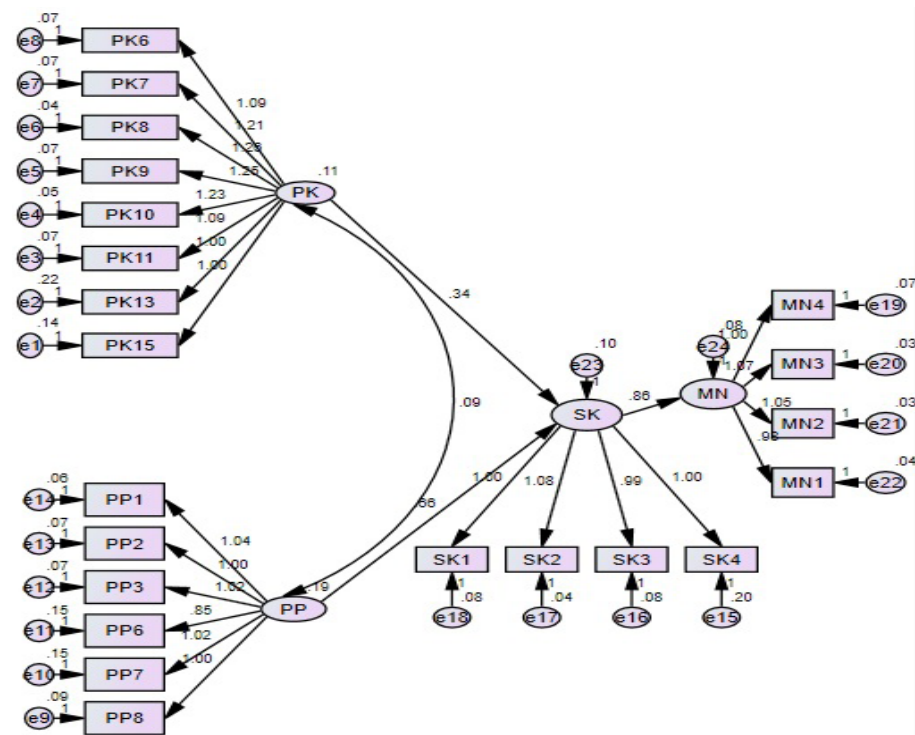 .07
e8 1 PK6
.07
e7 1 PK7
.04
e6 1 PK8
.07
e5 1 PK9
.05
e4 1 PK10
.07
e3 1 PK11
.22
e2 1 PK13
.14
e1 1 PK15
1.09
1.21
1.25
1.23
1.09
1.00
1.00
.11
PK
.34
.09
.66
.10
e23
1
SK
.86
.08
e24
1
MN
1.00
1.07
1.05
.98
.07
MN4 1 e19
.03
MN3 1 e20
.03
MN2 1 e21
.04
MN1 1 e22
1.00 1.08 .99 1.00
SK1 SK2 SK3 SK4
1 1 1 1
.08 .04 .08 .20
e18 e17 e16 e15
.06
e14 1 PP1
.07
e13 1 PP2
.07
e12 1 PP3
.15
e11 1 PP6
.15
e10 1 PP7
.09
e9 1 PP8
1.04
1.00
1.02
.85
1.02
1.00
.19
PP